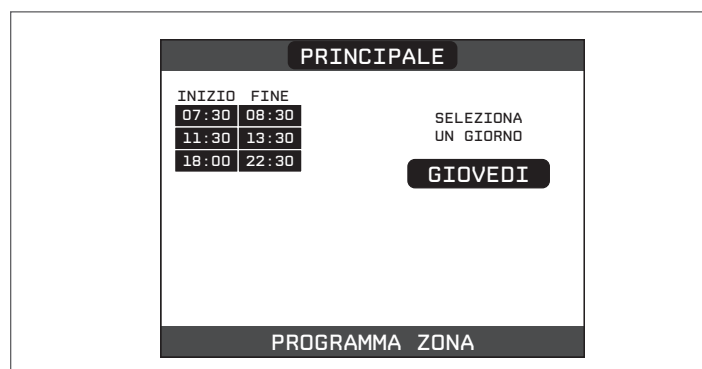 PRINCIPALE
INIZIO FINE
07:30 08:30
11:30 13:30
18:00 22:30
SELEZIONA
UN GIORNO
GIOVEDI
PROGRAMMA ZONA